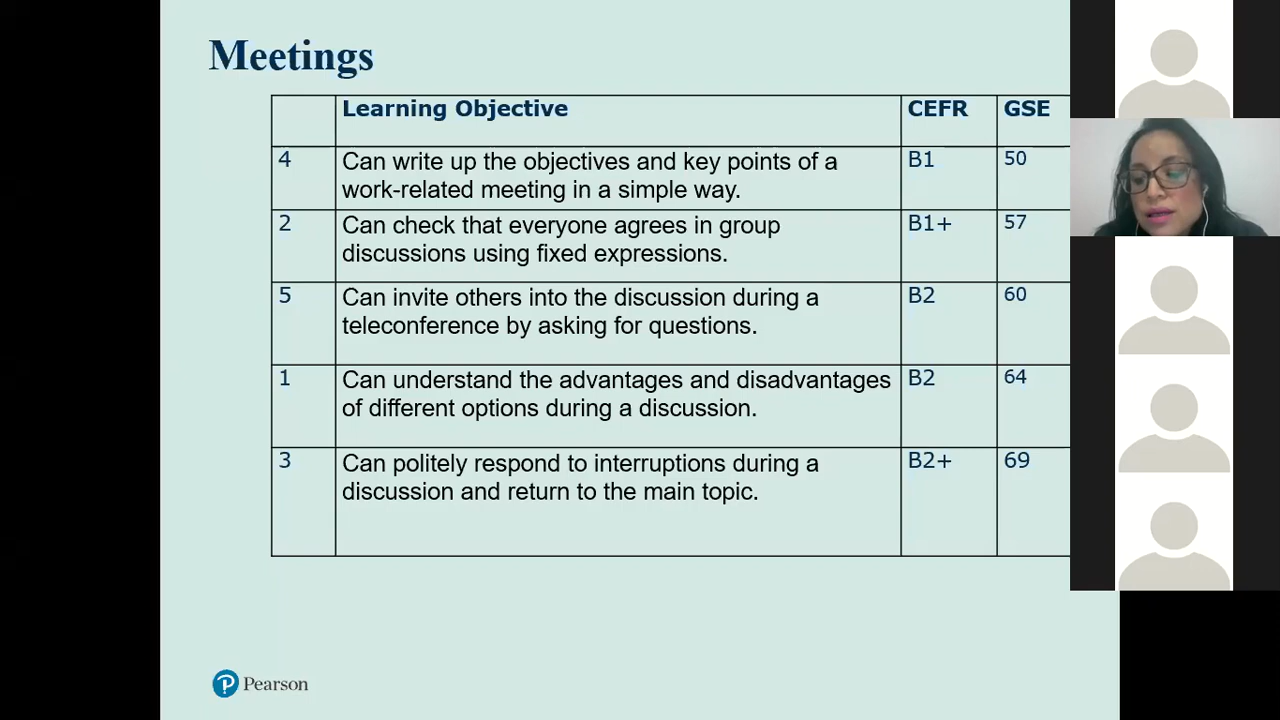 Meetings
Learning Objective CEFR GSE
4 Can write up the objectives and key points of a B1 50
work-related meeting in a simple way.
2 Can check that everyone agrees in group B1+ 57
discussions using fixed expressions.
5 Can invite others into the discussion during a B2 60
teleconference by asking for questions.
1 Can understand the advantages and disadvantages B2 64
of different options during a discussion.
3 Can politely respond to interruptions during a B2+ 69
discussion and return to the main topic.
P Pearson